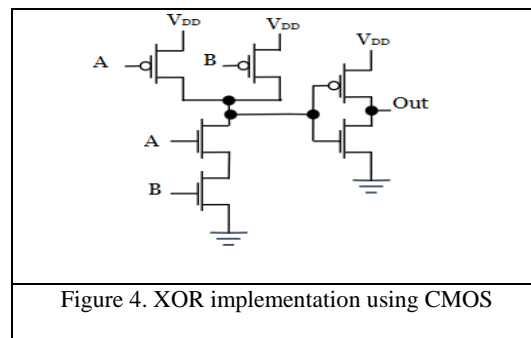 VDD
VDD
A
B
VDD
Out
A
B
Figure 4. XOR implementation using CMOS